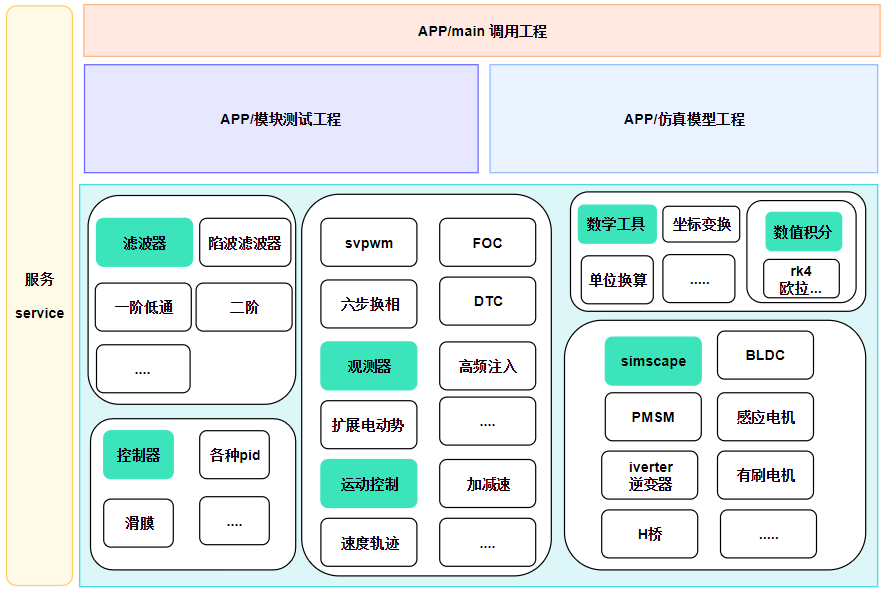 服务
service
APP/main 调用工程
APP/模块测试工程
APP/仿真模型工程
滤波器
陷波滤波器
一阶低通
二阶
....
控制器
各种pid
滑膜
....
svpwm
FOC
六步换相
DTC
观测器
高频注入
扩展电动势
....
运动控制
加减速
速度轨迹
....
数学工具
坐标变换
单位换算
.....
数值积分
rk4
欧拉...
simscape
BLDC
PMSM
感应电机
iverter
逆变器
有刷电机
H桥
.....